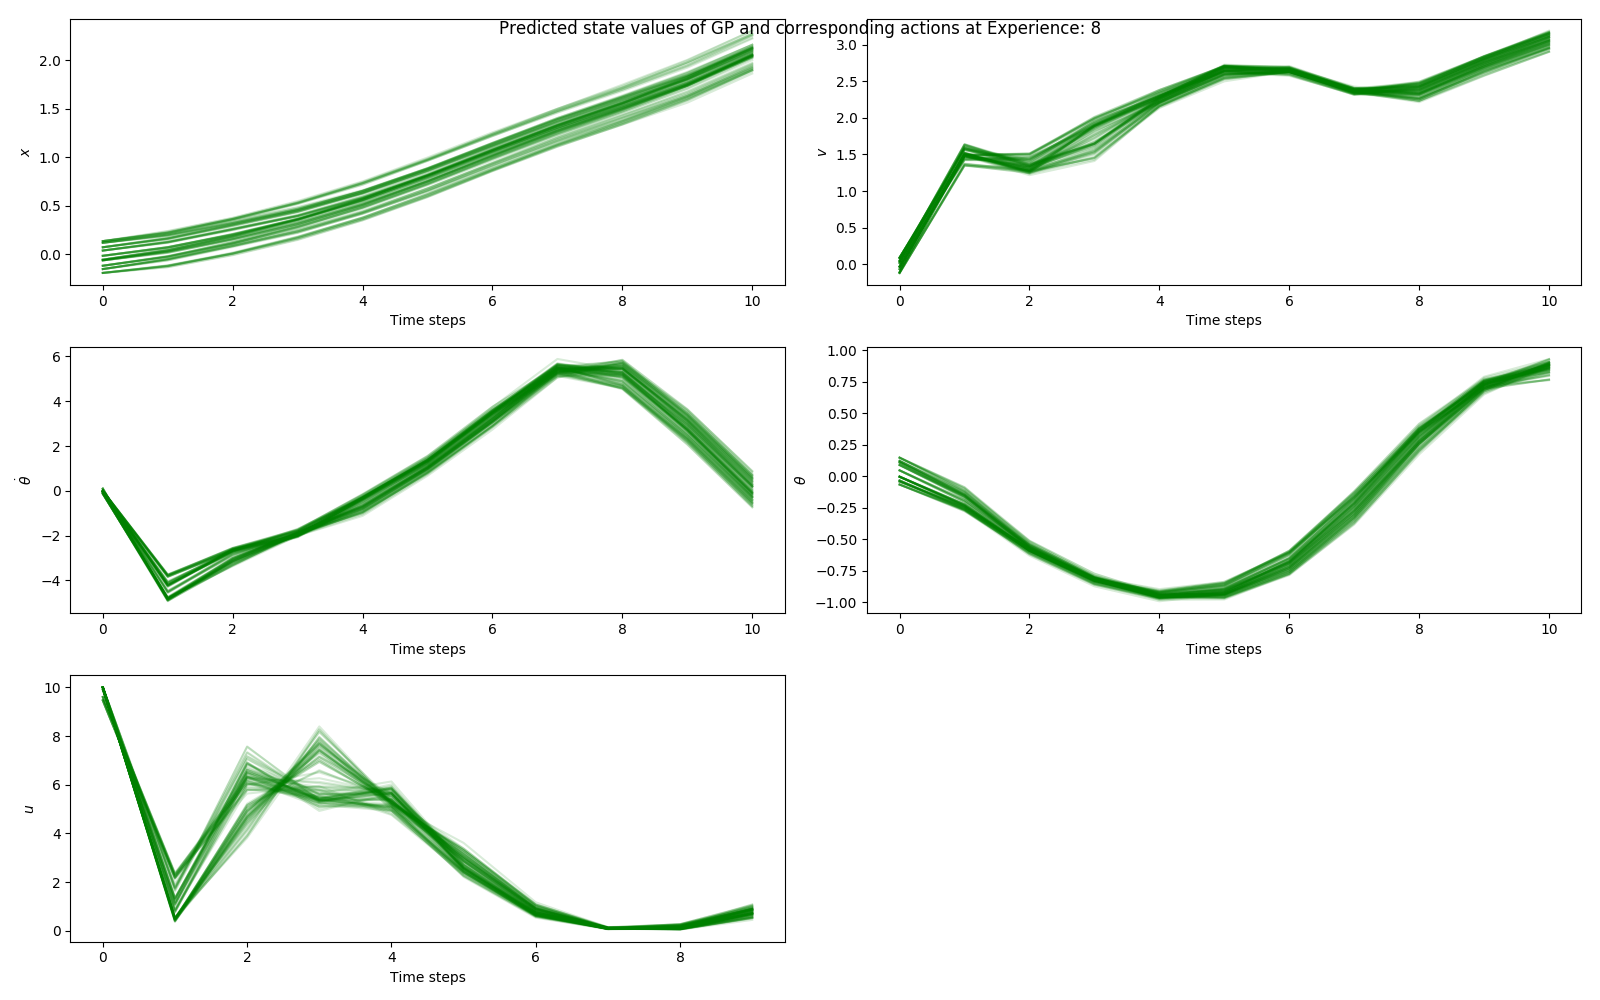 Predicted state values of GP and corresponding actions at Experience: 8
2.0
1.5
1.0
0.5
0.0
x
0 2 4 6 8 10
Time steps
3.0
2.5
2.0
1.5
1.0
0.5
0.0
v
0 2 4 6 8 10
Time steps
6
4
2
0
−2
−4
θ̇
0 2 4 6 8 10
Time steps
1.00
0.75
0.50
0.25
0.00
−0.25
−0.50
−0.75
−1.00
θ
0 2 4 6 8 10
Time steps
10
8
6
4
2
0
u
0 2 4 6 8
Time steps